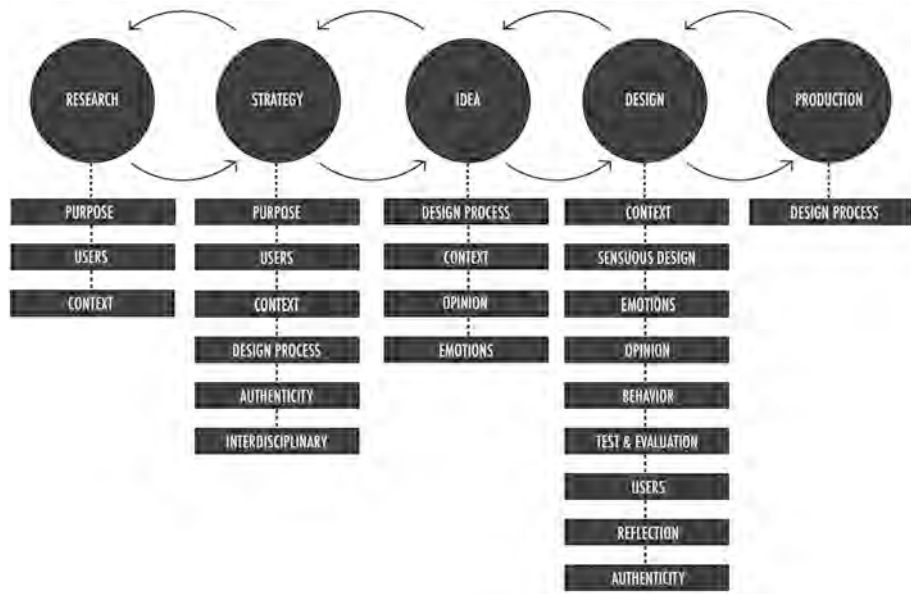 RESEARCH
STRATEGY
IDEA
DESIGN
PRODUCTION
PURPOSE
USERS
CONTEXT
PURPOSE
USERS
CONTEXT
DESIGN PROCESS
AUTHENTICITY
INTERDISCIPLINARY
DESIGN PROCESS
CONTEXT
OPINION
EMOTIONS
CONTEXT
SENSUOUS DESIGN
EMOTIONS
OPINION
BEHAVIOR
TEST & EVALUATION
USERS
REFLECTION
AUTHENTICITY
DESIGN PROCESS